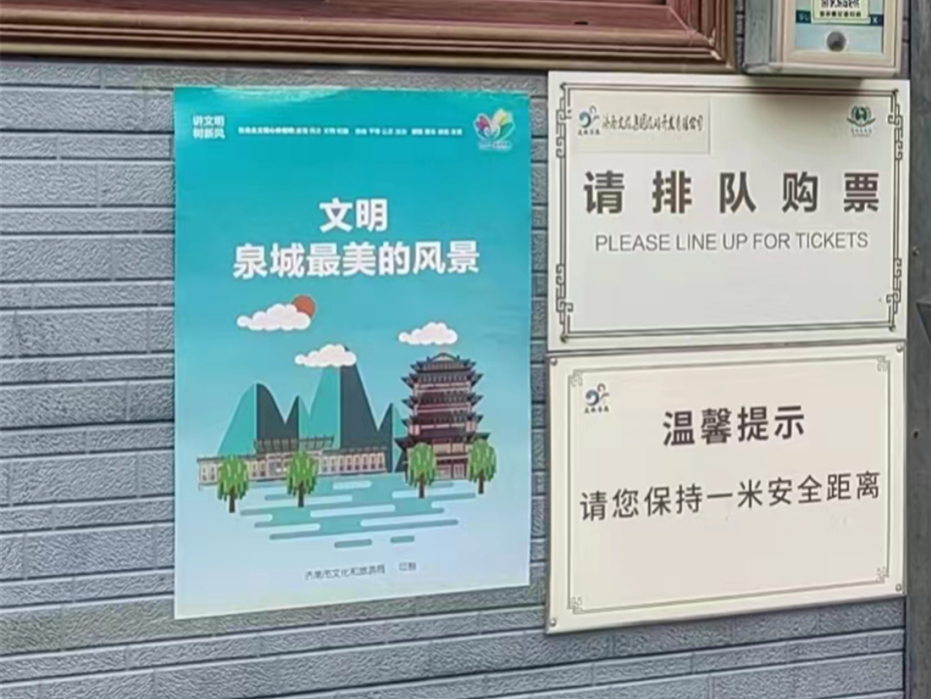 讲文明
树新风
文明
泉城最美的风景
济南市文化和旅游局 印制
请排队购票
PLEASE LINE UP FOR TICKETS
温馨提示
请您保持一米安全距离